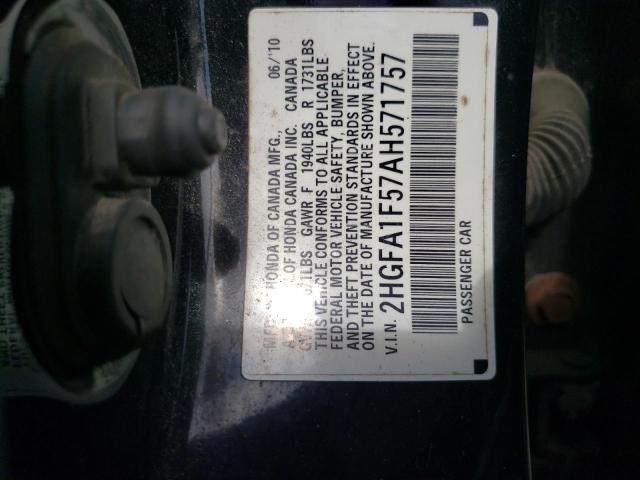 HONDA OF CANADA MFG., 06/'10
OF HONDA CANADA INC. CANADA
LBS GAWR F 1940LBS R 1731LBS
THIS VEHICLE CONFORMS TO ALL APPLICABLE
FEDERAL MOTOR VEHICLE SAFETY, BUMPER,
AND THEFT PREVENTION STANDARDS IN EFFECT
ON THE DATE OF MANUFACTURE SHOWN ABOVE.
V.I.N. 2HGFA1F57AH571757
PASSENGER CAR